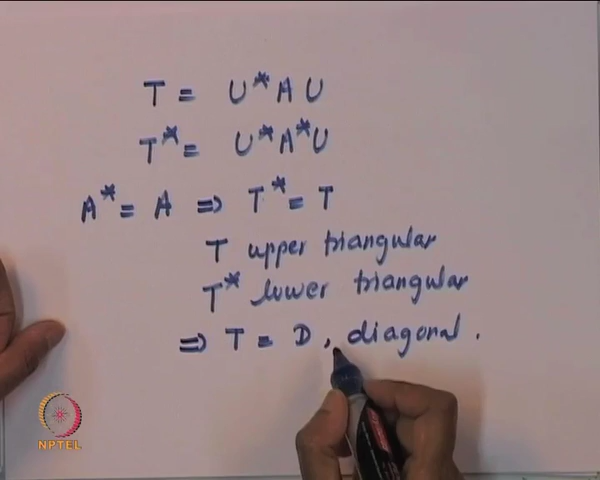 T = U*AU
T* = U*A*U
A* = A ⇒ T* = T
T upper triangular
T* lower triangular
⇒ T = D, diagonal.
NPTEL